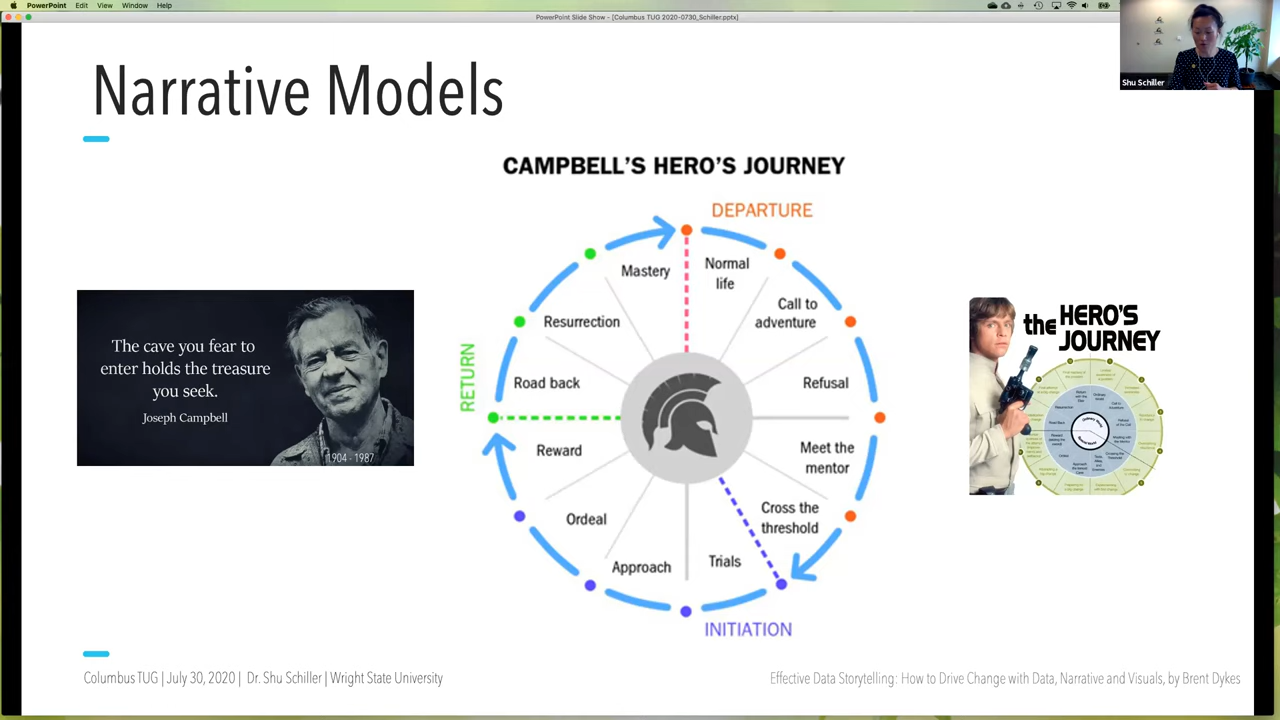 PowerPoint Edit View Window Help
PowerPoint Slide Show - [Columbus TUG 2020-0730_Schiller.pptx]
Shu Schiller
Narrative Models
CAMPBELL'S HERO'S JOURNEY
DEPARTURE
Normal
life
Call to
adventure
Refusal
Meet the
mentor
Cross the
threshold
INITIATION
Trials
Approach
Ordeal
Reward
RETURN
Road back
Resurrection
Mastery
The cave you fear to
enter holds the treasure
you seek.
Joseph Campbell
1904 - 1987
the HERO'S
JOURNEY
Columbus TUG | July 30, 2020 | Dr. Shu Schiller | Wright State University
Effective Data Storytelling: How to Drive Change with Data, Narrative and Visuals, by Brent Dykes